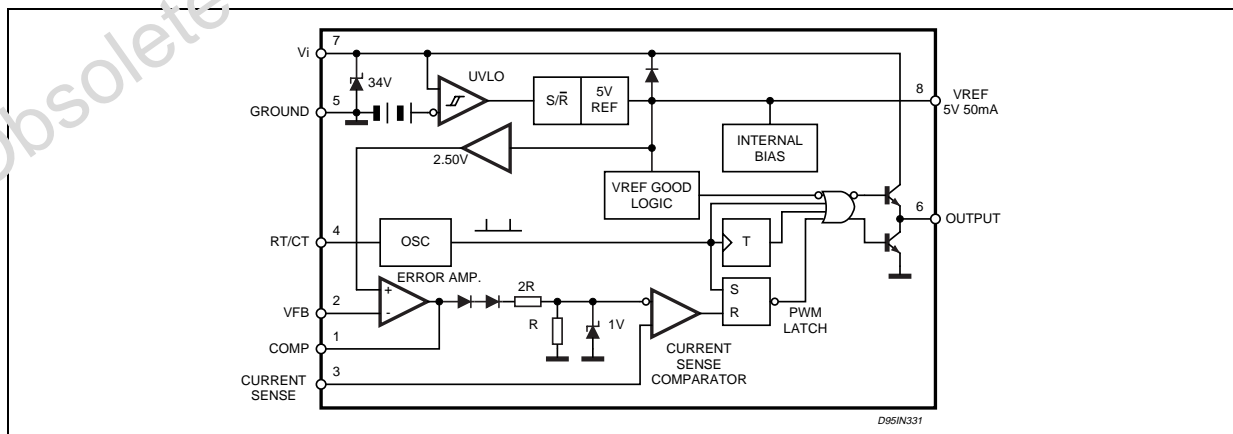 Obsolete
7
Vi
34V
UVLO
S/R̅
5V
REF
8
VREF
5V 50mA
5
GROUND
2.50V
INTERNAL
BIAS
VREF GOOD
LOGIC
6
OUTPUT
4
RT/CT
OSC
T
ERROR AMP.
+
-
2R
S
R
2
VFB
R
1V
PWM
LATCH
1
COMP
CURRENT
SENSE
COMPARATOR
3
CURRENT
SENSE
D95IN331